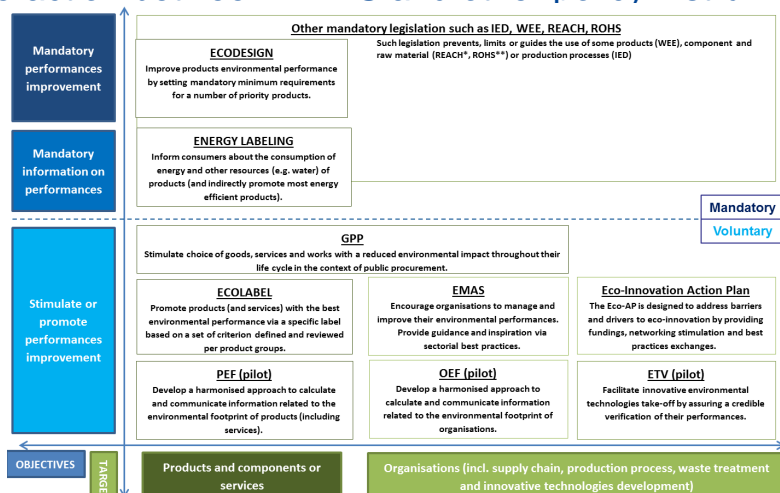 Other mandatory legislation such as IED, WEE, REACH, ROHS
Such legislation prevents, limits or guides the use of some products (WEE), component and
raw material (REACH*, ROHS**) or production processes (IED)
Mandatory
performances
improvement
ECODESIGN
Improve products environmental performance
by setting mandatory minimum requirements
for a number of priority products.
Mandatory
information on
performances
ENERGY LABELING
Inform consumers about the consumption of
energy and other resources (e.g. water) of
products (and indirectly promote most energy
efficient products).
Mandatory
Voluntary
Stimulate or
promote
performances
improvement
GPP
Stimulate choice of goods, services and works with a reduced environmental impact throughout their
life cycle in the context of public procurement.
ECOLABEL
Promote products (and services) with the best
environmental performance via a specific label
based on a set of criterion defined and reviewed
per product groups.
EMAS
Encourage organisations to manage and
improve their environmental performances.
Provide guidance and inspiration via
sectorial best practices.
Eco-Innovation Action Plan
The Eco-AP is designed to address barriers
and drivers to eco-innovation by providing
fundings, networking stimulation and best
practices exchanges.
PEF (pilot)
Develop a harmonised approach to calculate
and communicate information related to the
environmental footprint of products (including
services).
OEF (pilot)
Develop a harmonised approach to
calculate and communicate information
related to the environmental footprint of
organisations.
ETV (pilot)
Facilitate innovative environmental
technologies take-off by assuring a credible
verification of their performances.
OBJECTIVES
TARGE
Products and components or
services
Organisations (incl. supply chain, production process, waste treatment
and innovative technologies development)